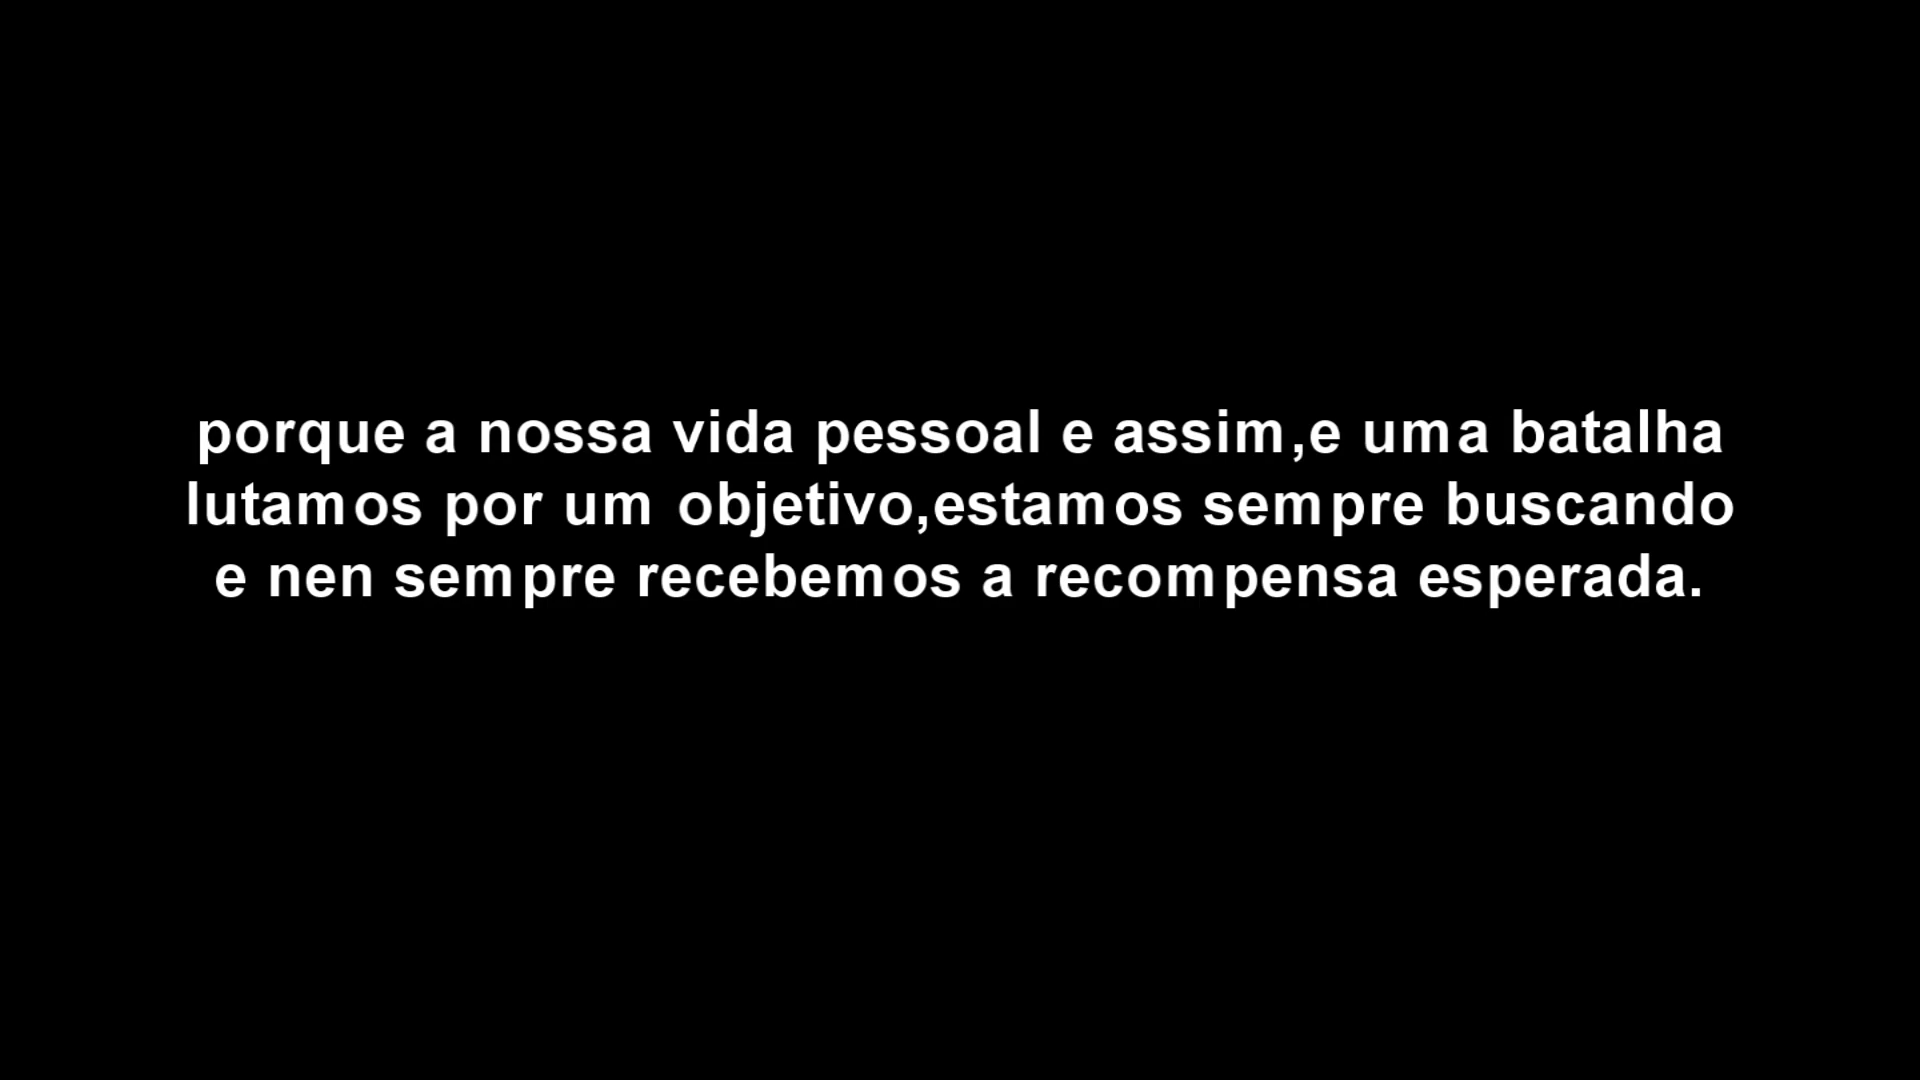 porque a nossa vida pessoal e assim,e uma batalha
lutamos por um objetivo,estamos sempre buscando
e nen sempre recebemos a recompensa esperada.